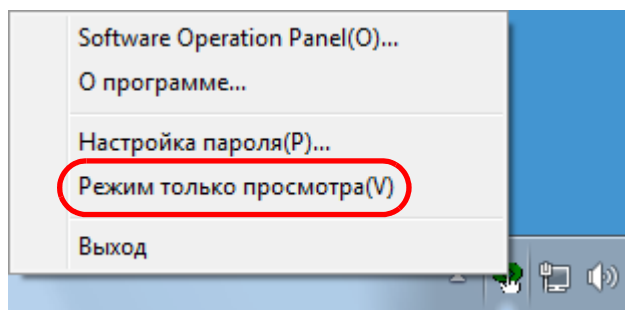 Software Operation Panel(O)...
О программе...
Настройка пароля(P)...
Режим только просмотра(V)
Выход